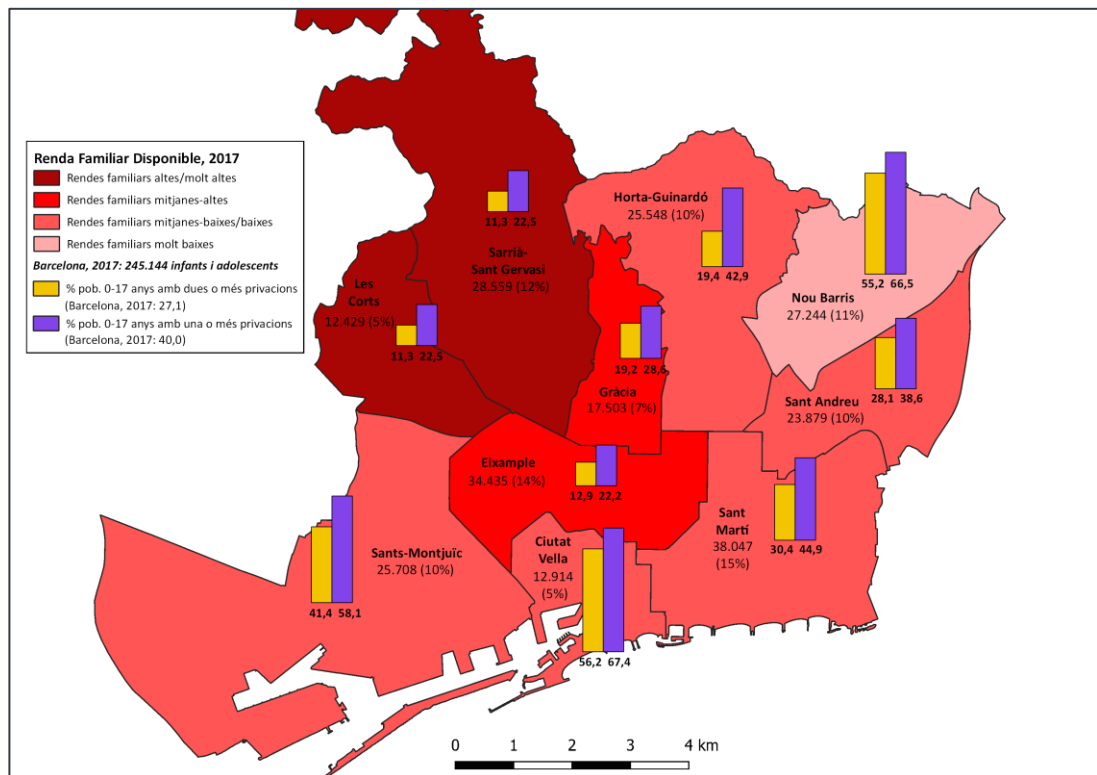 Renda Familiar Disponible, 2017
Rendes familiars altes/molt altes
Rendes familiars mitjanes-altes
Rendes familiars mitjanes-baixes/baixes
Rendes familiars molt baixes
Barcelona, 2017: 245.144 infants i adolescents
% pob. 0-17 anys amb dues o més privacions
(Barcelona, 2017: 27,1)
% pob. 0-17 anys amb una o més privacions
(Barcelona, 2017: 40,0)
11,3 22,5
Sarrià-
Sant Gervasi
28.559 (12%)
Les
Corts
12.429 (5%)
11,3 22,5
Horta-Guinardó
25.548 (10%)
19,4 42,9
55,2 66,5
Nou Barris
27.244 (11%)
19,2 28,6
Gràcia
17.503 (7%)
28,1 38,6
Sant Andreu
23.879 (10%)
Eixample
34.435 (14%)
12,9 22,2
Sant
Martí
38.047
(15%)
30,4 44,9
Sants-Montjuïc
25.708 (10%)
41,4 58,1
Ciutat
Vella
12.914
(5%)
56,2 67,4
0 1 2 3 4 km